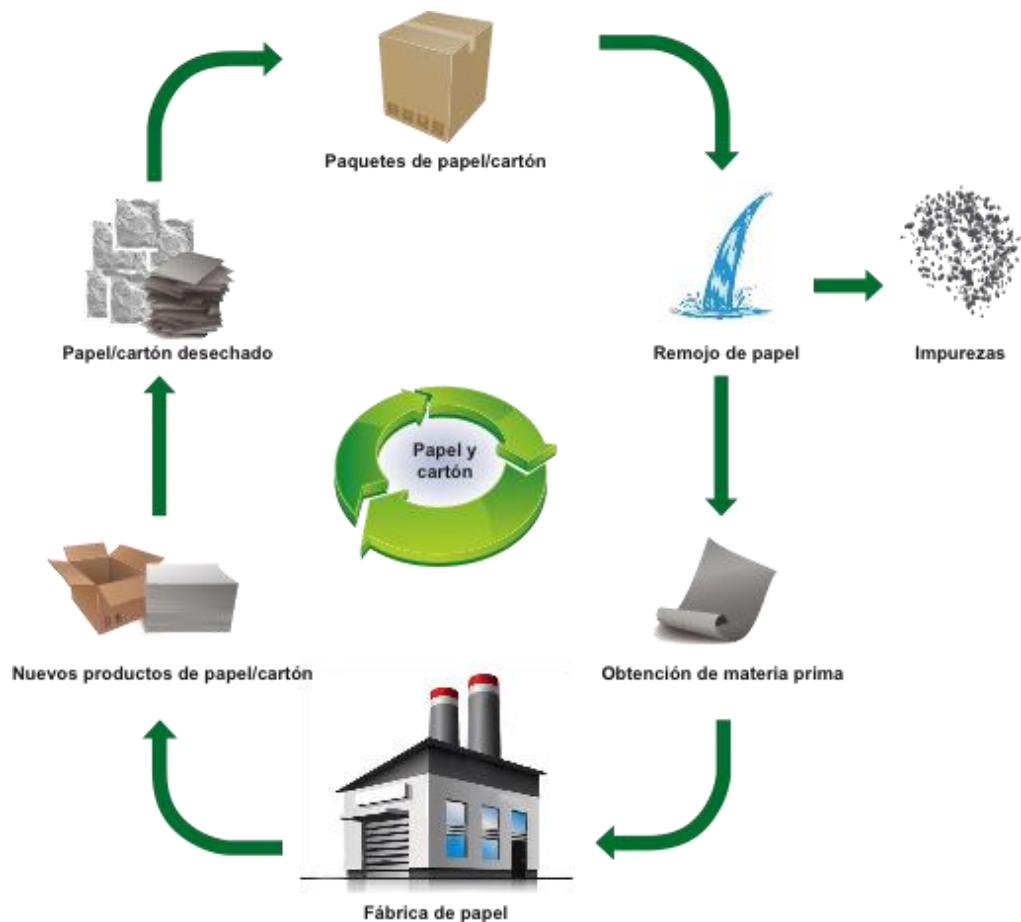 Paquetes de papel/cartón
Papel/cartón desechado
Remojo de papel
Impurezas
Papel y
cartón
Nuevos productos de papel/cartón
Obtención de materia prima
Fábrica de papel